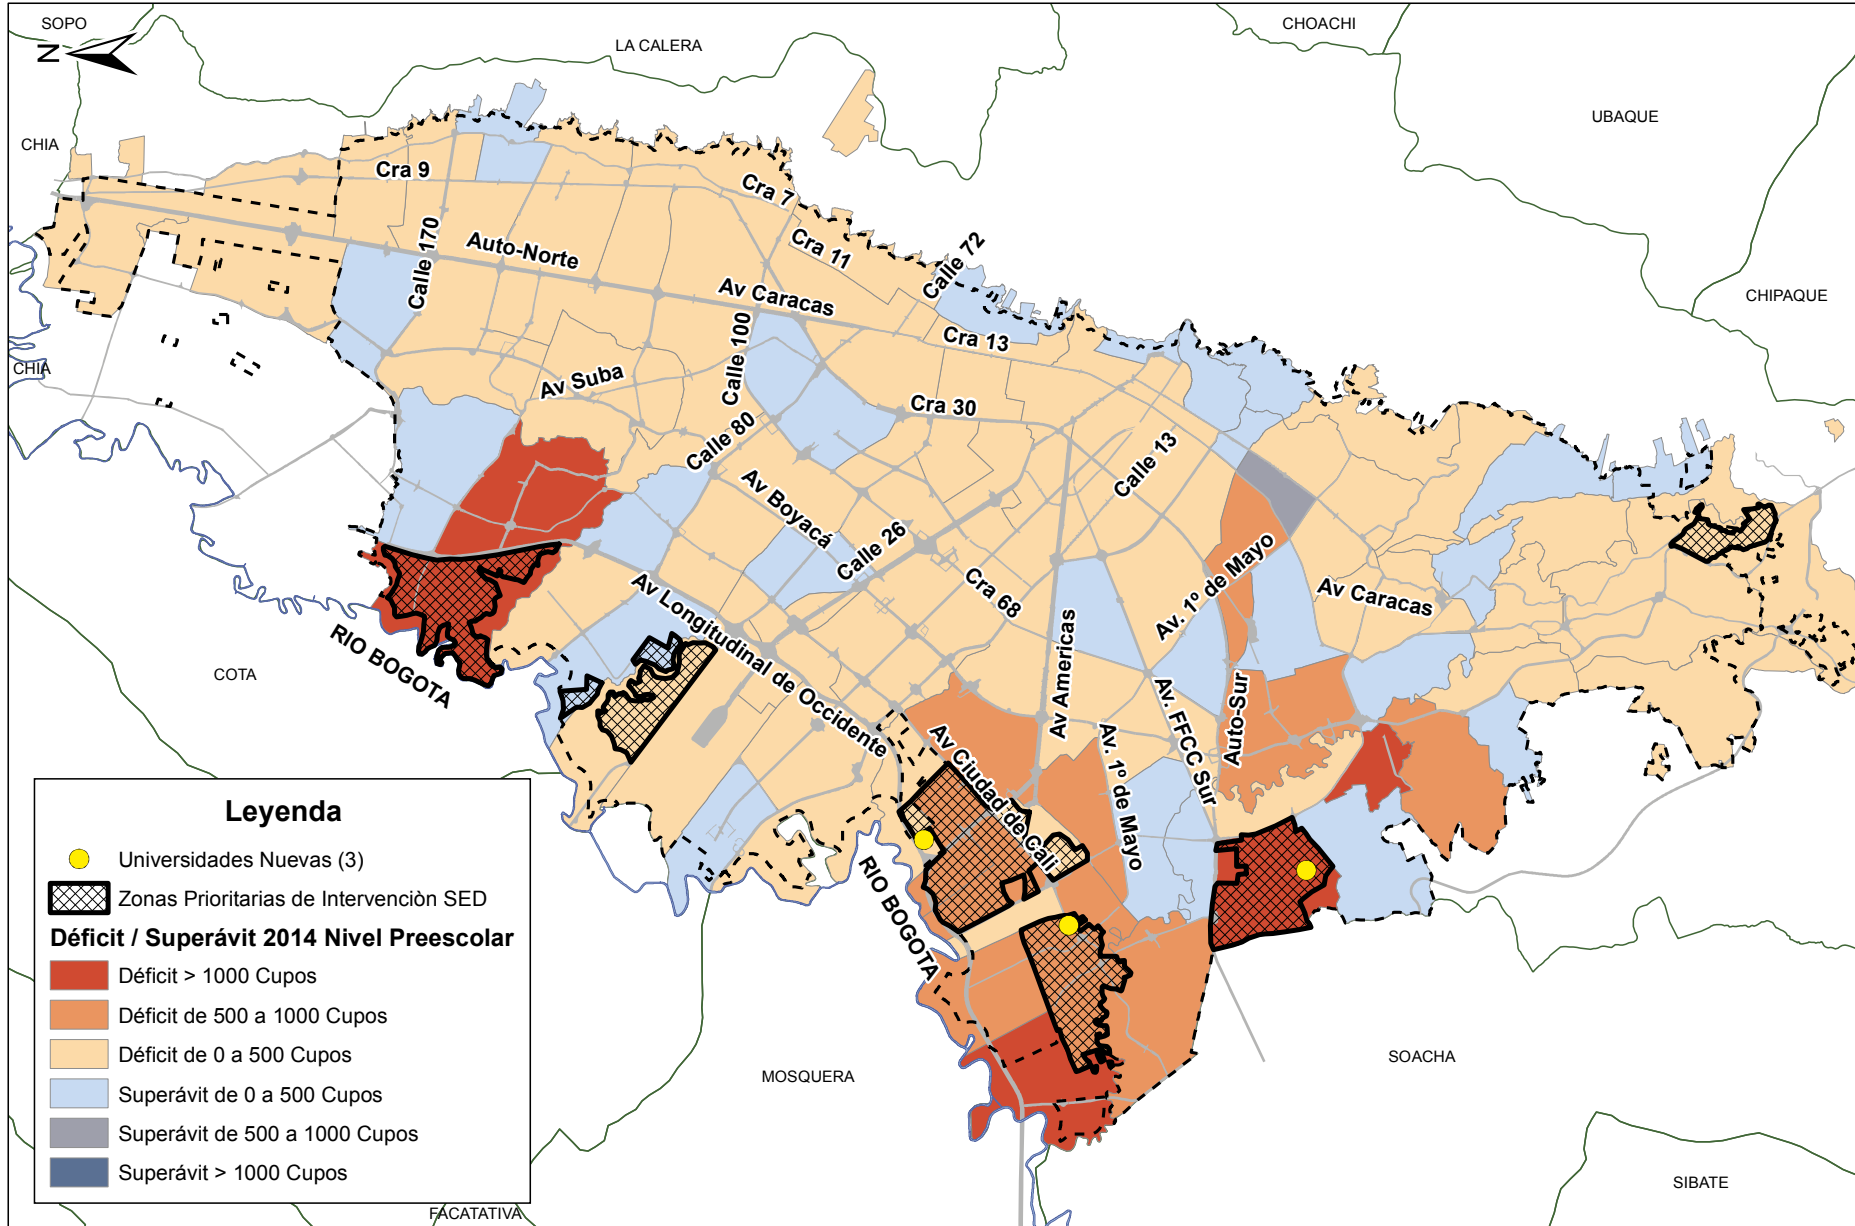 SOPO
CHOACHI
LA CALERA
N
UBAQUE
CHIA
Cra 9
Cra 7
Calle 170
Auto-Norte
Cra 11
Calle 72
Av Caracas
CHIPAQUE
Calle 100
Cra 13
CHIA
Av Suba
Cra 30
Calle 80
Calle 13
Av Boyacá
Calle 26
Av. 1º de Mayo
Cra 68
Av Caracas
Av Longitudinal de Occidente
RIO BOGOTA
COTA
Av Americas
Av. FFCC Sur
Auto-Sur
Av Ciudad de Cali
Av. 1º de Mayo
RIO BOGOTA
Leyenda
Universidades Nuevas (3)
Zonas Prioritarias de Intervenciòn SED
Déficit / Superávit 2014 Nivel Preescolar
Déficit > 1000 Cupos
Déficit de 500 a 1000 Cupos
Déficit de 0 a 500 Cupos
Superávit de 0 a 500 Cupos
Superávit de 500 a 1000 Cupos
Superávit > 1000 Cupos
MOSQUERA
SOACHA
SIBATE
FACATATIVA